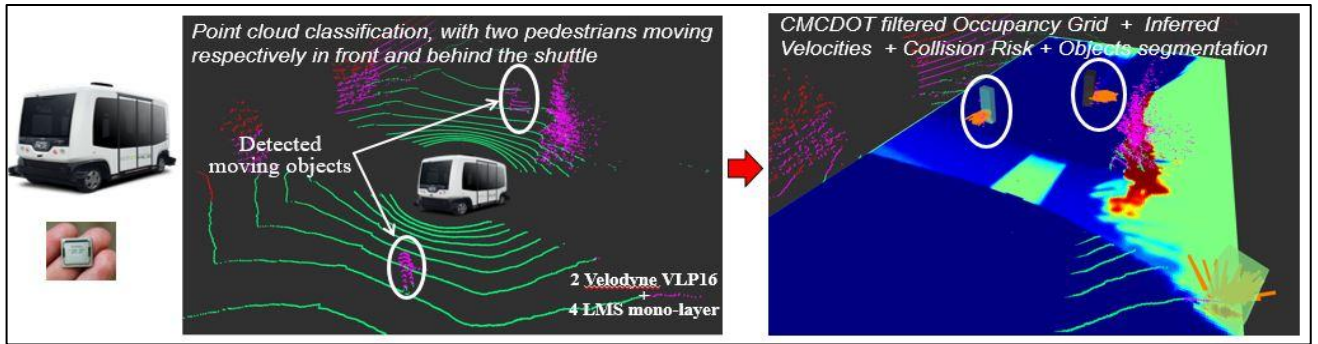 Point cloud classification, with two pedestrians moving
respectively in front and behind the shuttle
Detected
moving objects
2 Velodyne VLP16
+
4 LMS mono-layer
CMCDOT filtered Occupancy Grid + Inferred
Velocities + Collision Risk + Objects segmentation